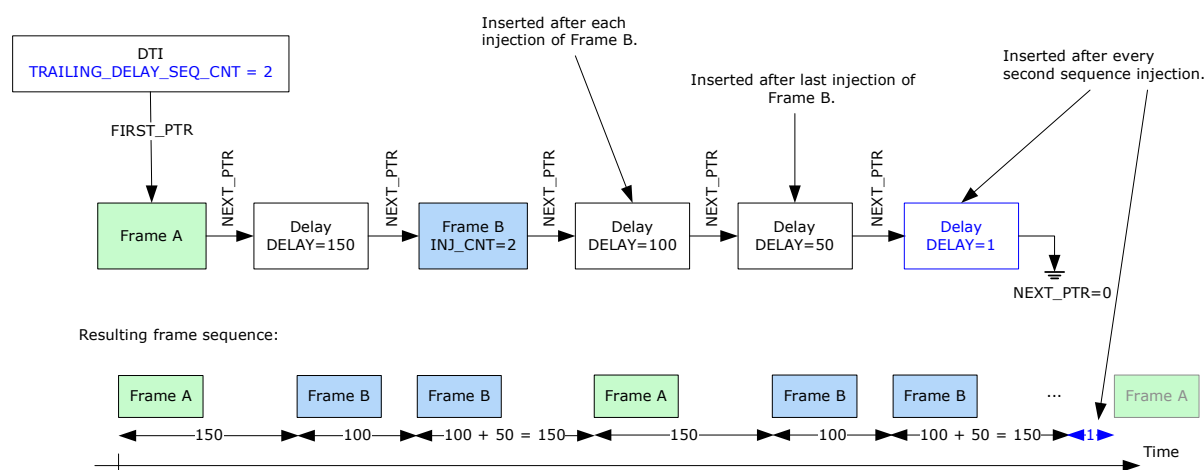 Inserted after each
injection of Frame B.
DTI
TRAILING_DELAY_SEQ_CNT = 2
Inserted after last injection of
Frame B.
Inserted after every
second sequence injection.
FIRST_PTR
NEXT_PTR
NEXT_PTR
NEXT_PTR
NEXT_PTR
NEXT_PTR
Frame A
Delay
DELAY=150
Frame B
INJ_CNT=2
Delay
DELAY=100
Delay
DELAY=50
Delay
DELAY=1
NEXT_PTR=0
Resulting frame sequence:
Frame A
Frame B
Frame B
Frame A
Frame B
Frame B
...
Frame A
150
100
100 + 50 = 150
150
100
100 + 50 = 150
1
Time